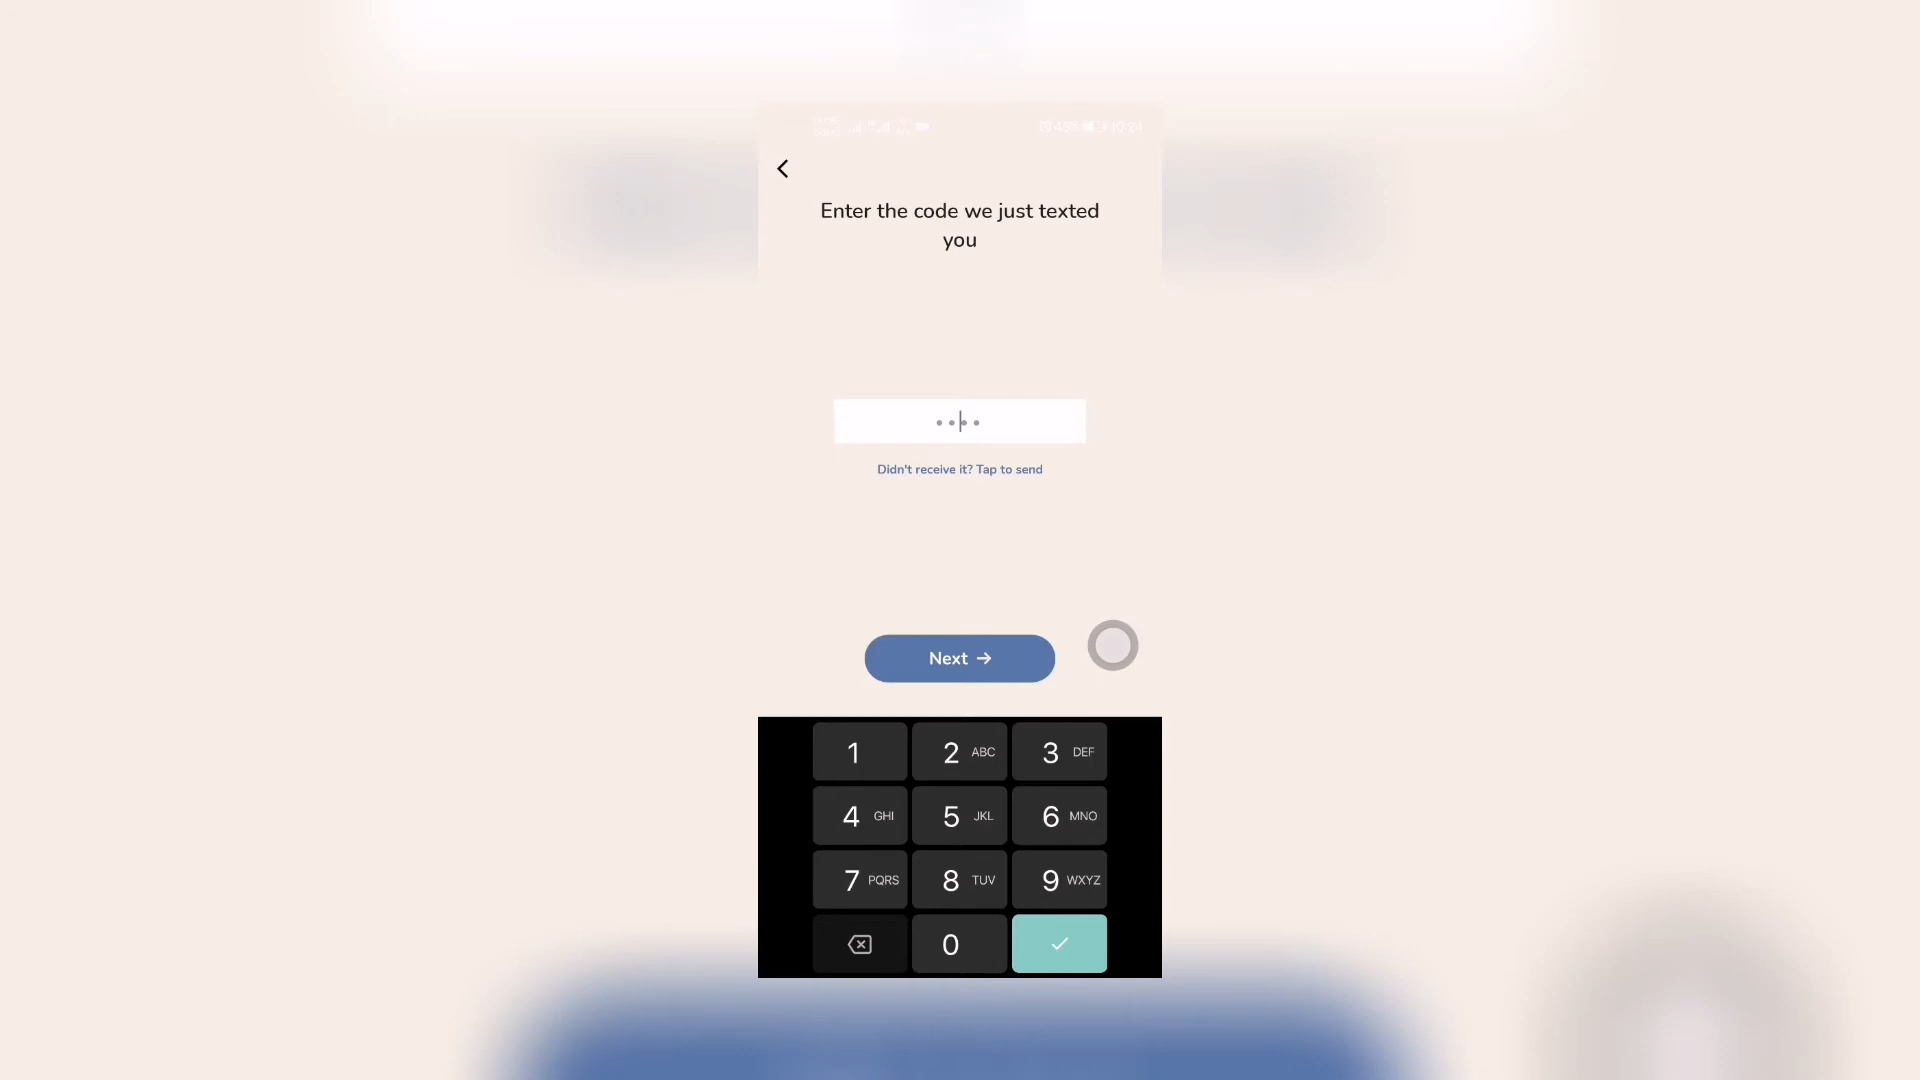 Enter the code we just texted
you
• • • •
Didn't receive it? Tap to send
Next →
1
2 ABC
3 DEF
4 GHI
5 JKL
6 MNO
7 PQRS
8 TUV
9 WXYZ
0